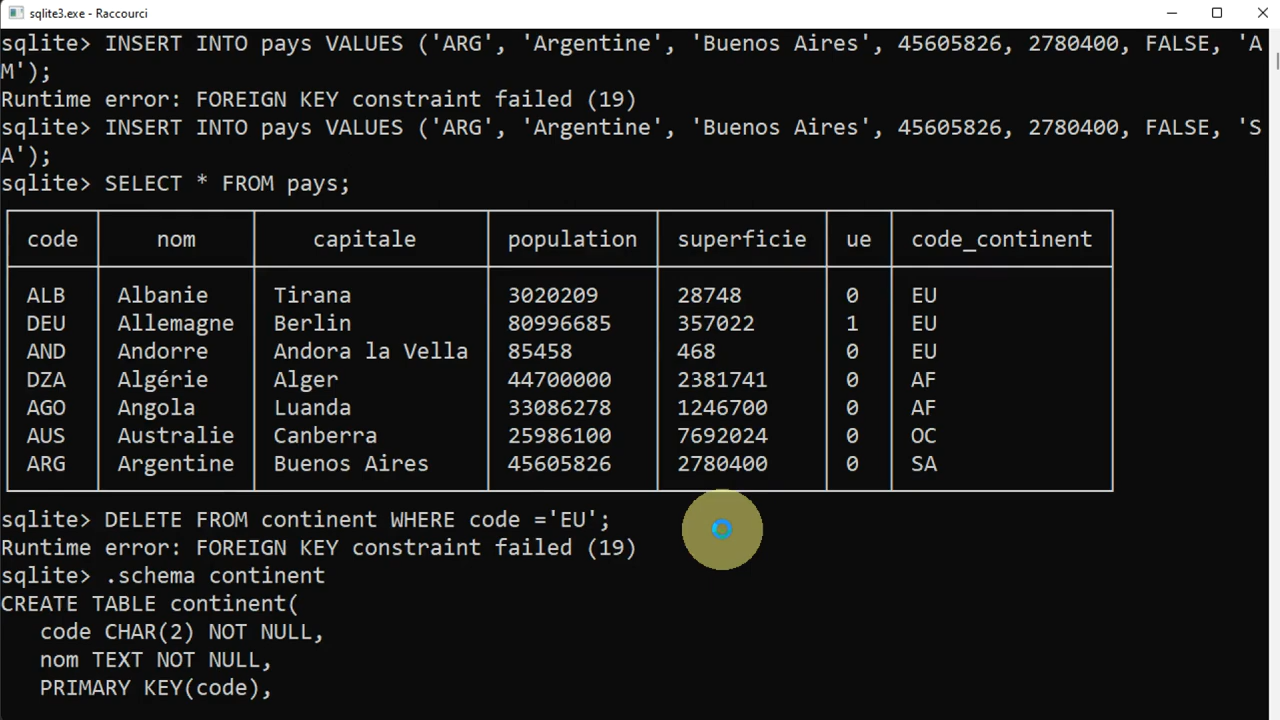 sqlite3.exe - Raccourci
sqlite> INSERT INTO pays VALUES ('ARG', 'Argentine', 'Buenos Aires', 45605826, 2780400, FALSE, 'A
M');
Runtime error: FOREIGN KEY constraint failed (19)
sqlite> INSERT INTO pays VALUES ('ARG', 'Argentine', 'Buenos Aires', 45605826, 2780400, FALSE, 'S
A');
sqlite> SELECT * FROM pays;
code nom capitale population superficie ue code_continent
ALB Albanie Tirana 3020209 28748 0 EU
DEU Allemagne Berlin 80996685 357022 1 EU
AND Andorre Andora la Vella 85458 468 0 EU
DZA Algérie Alger 44700000 2381741 0 AF
AGO Angola Luanda 33086278 1246700 0 AF
AUS Australie Canberra 25986100 7692024 0 OC
ARG Argentine Buenos Aires 45605826 2780400 0 SA
sqlite> DELETE FROM continent WHERE code ='EU';
Runtime error: FOREIGN KEY constraint failed (19)
sqlite> .schema continent
CREATE TABLE continent(
code CHAR(2) NOT NULL,
nom TEXT NOT NULL,
PRIMARY KEY(code),